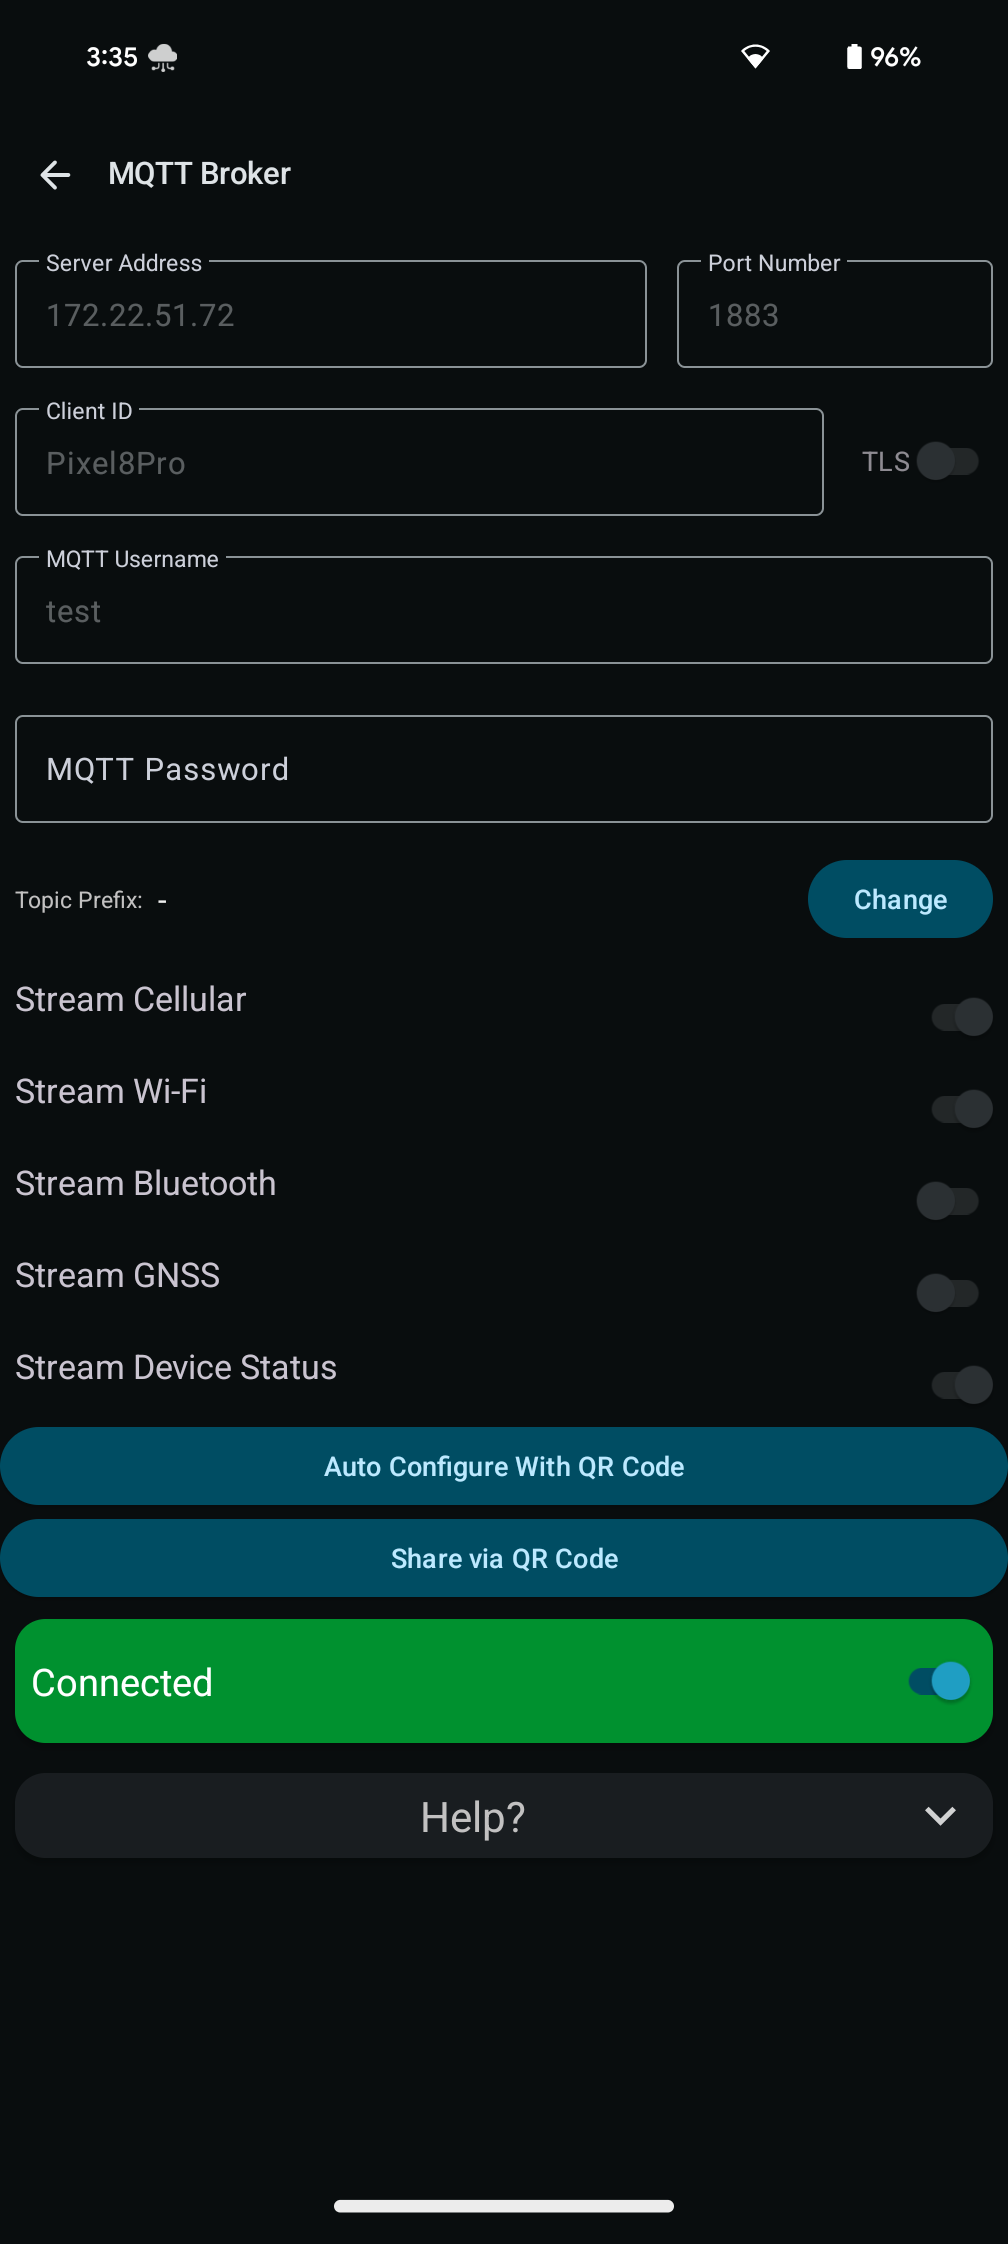 3:35
96%
MQTT Broker
Server Address
Port Number
172.22.51.72
1883
Client ID
Pixel8Pro
TLS
MQTT Username
test
MQTT Password
Topic Prefix: -
Change
Stream Cellular
Stream Wi-Fi
Stream Bluetooth
Stream GNSS
Stream Device Status
Auto Configure With QR Code
Share via QR Code
Connected
Help?